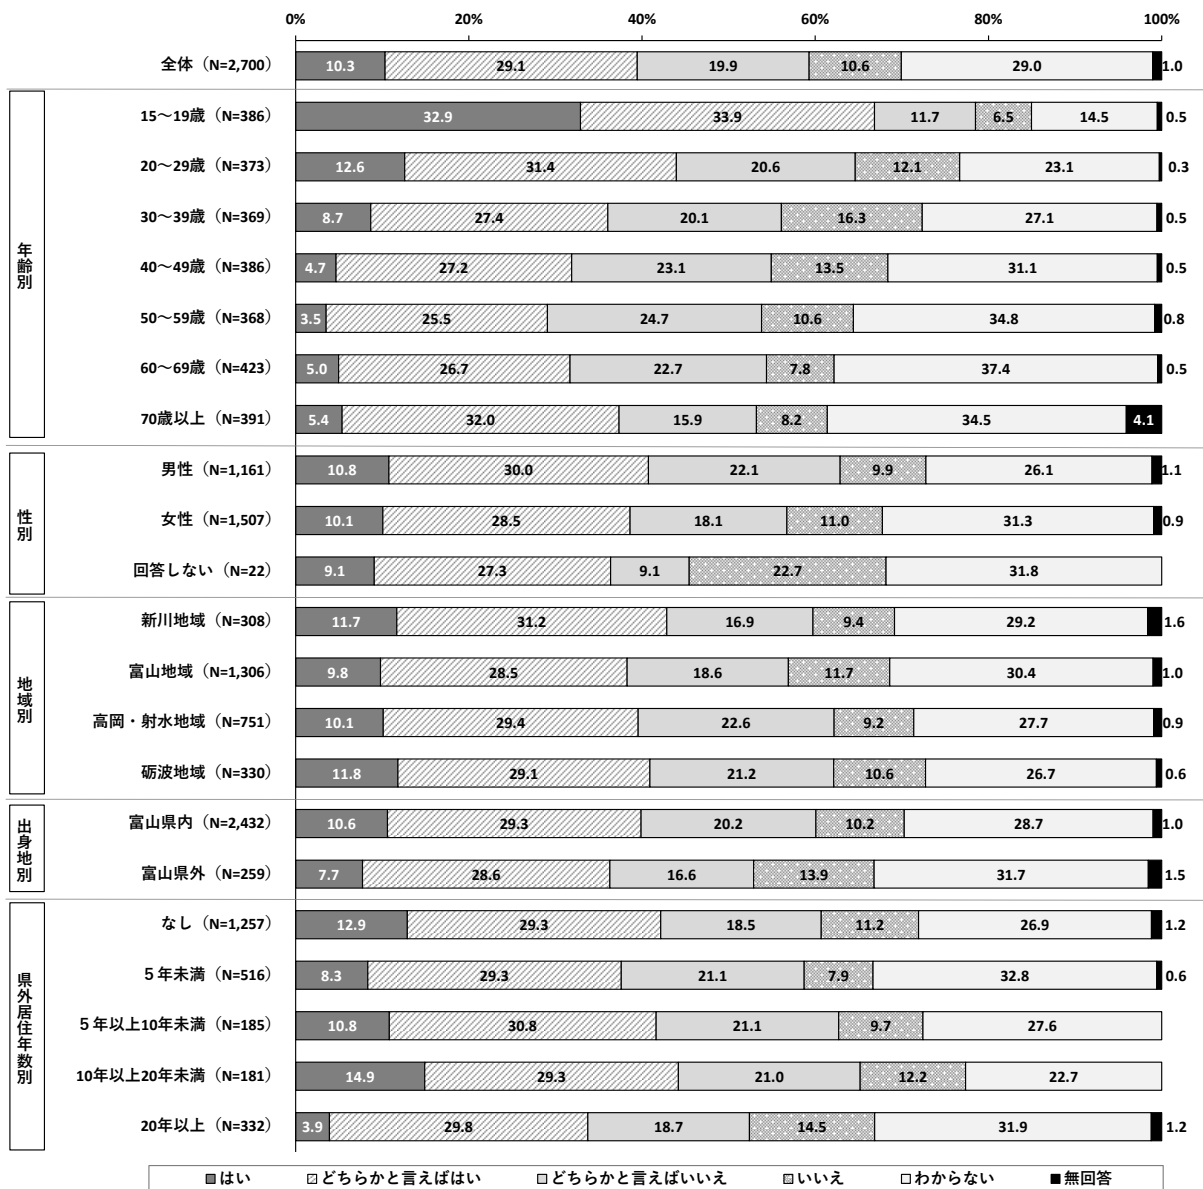 0% 20% 40% 60% 80% 100%
全体（N=2,700） 10.3 29.1 19.9 10.6 29.0 1.0
年齢別
15～19歳（N=386） 32.9 33.9 11.7 6.5 14.5 0.5
20～29歳（N=373） 12.6 31.4 20.6 12.1 23.1 0.3
30～39歳（N=369） 8.7 27.4 20.1 16.3 27.1 0.5
40～49歳（N=386） 4.7 27.2 23.1 13.5 31.1 0.5
50～59歳（N=368） 3.5 25.5 24.7 10.6 34.8 0.8
60～69歳（N=423） 5.0 26.7 22.7 7.8 37.4 0.5
70歳以上（N=391） 5.4 32.0 15.9 8.2 34.5 4.1
性別
男性（N=1,161） 10.8 30.0 22.1 9.9 26.1 1.1
女性（N=1,507） 10.1 28.5 18.1 11.0 31.3 0.9
回答しない（N=22） 9.1 27.3 9.1 22.7 31.8
地域別
新川地域（N=308） 11.7 31.2 16.9 9.4 29.2 1.6
富山地域（N=1,306） 9.8 28.5 18.6 11.7 30.4 1.0
高岡・射水地域（N=751） 10.1 29.4 22.6 9.2 27.7 0.9
砺波地域（N=330） 11.8 29.1 21.2 10.6 26.7 0.6
出身地別
富山県内（N=2,432） 10.6 29.3 20.2 10.2 28.7 1.0
富山県外（N=259） 7.7 28.6 16.6 13.9 31.7 1.5
県外居住年数別
なし（N=1,257） 12.9 29.3 18.5 11.2 26.9 1.2
５年未満（N=516） 8.3 29.3 21.1 7.9 32.8 0.6
５年以上10年未満（N=185） 10.8 30.8 21.1 9.7 27.6
10年以上20年未満（N=181） 14.9 29.3 21.0 12.2 22.7
20年以上（N=332） 3.9 29.8 18.7 14.5 31.9 1.2
はい どちらかと言えばはい どちらかと言えばいいえ いいえ わからない 無回答